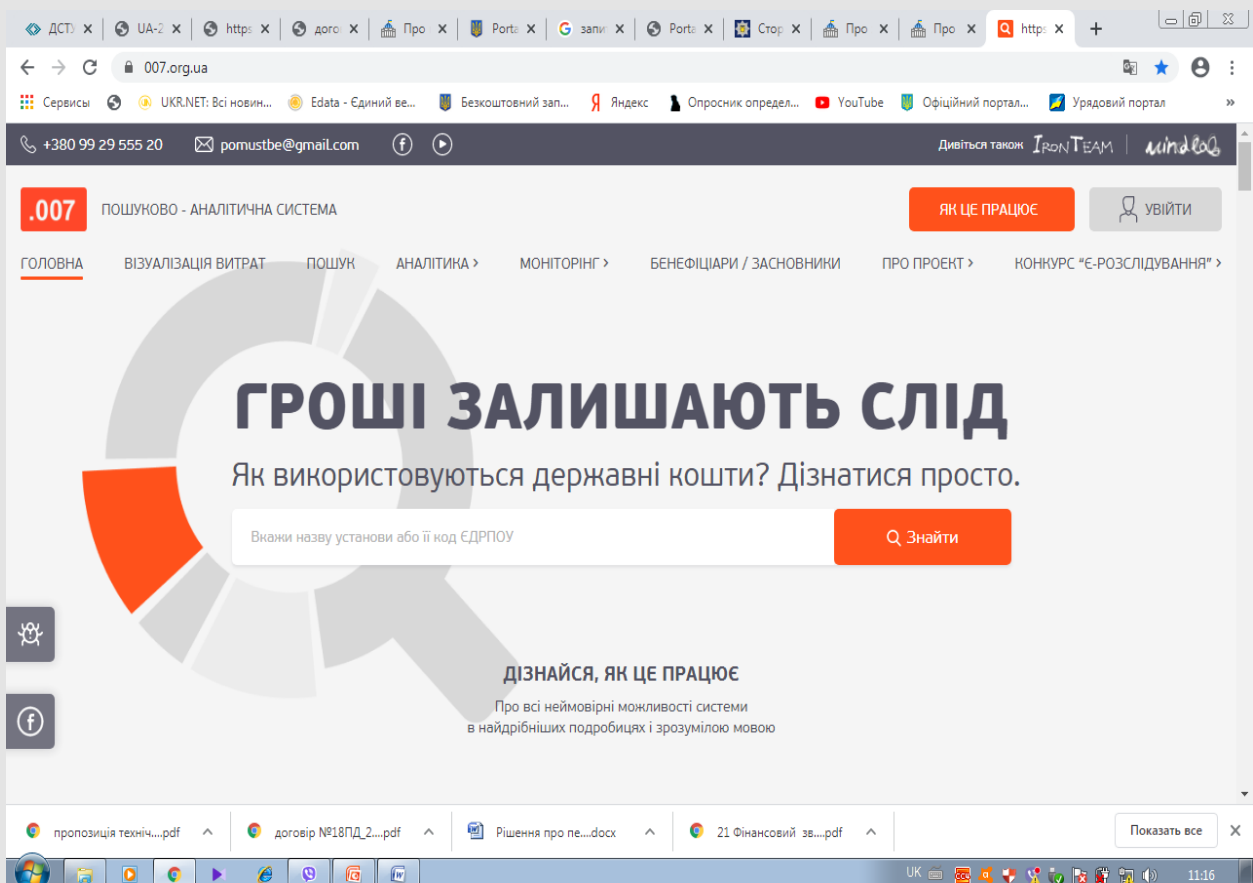 ДСТУ
UA-2
https
догов
Про
Porta
запит
Porta
Стор
Про
Про
https
007.org.ua
Сервисы
UKR.NET: Всі новин...
Edata - Єдиний ве...
Безкоштовний зап...
Яндекс
Опросник определ...
YouTube
Офіційний портал...
Урядовий портал
»
+380 99 29 555 20
pomustbe@gmail.com
Дивіться також IRONTEAM
.007 ПОШУКОВО - АНАЛІТИЧНА СИСТЕМА
ЯК ЦЕ ПРАЦЮЄ
УВІЙТИ
ГОЛОВНА
ВІЗУАЛІЗАЦІЯ ВИТРАТ
ПОШУК
АНАЛІТИКА >
МОНІТОРІНГ >
БЕНЕФІЦІАРИ / ЗАСНОВНИКИ
ПРО ПРОЕКТ >
КОНКУРС “Є-РОЗСЛІДУВАННЯ” >
ГРОШІ ЗАЛИШАЮТЬ СЛІД
Як використовуються державні кошти? Дізнатися просто.
Вкажи назву установи або її код ЄДРПОУ
Знайти
ДІЗНАЙСЯ, ЯК ЦЕ ПРАЦЮЄ
Про всі неймовірні можливості системи
в найдрібніших подробицях і зрозумілою мовою
пропозиція техніч....pdf
договір №18ПД_2....pdf
Рішення про пе....docx
21 Фінансовий зв....pdf
Показать все
UK
11:16